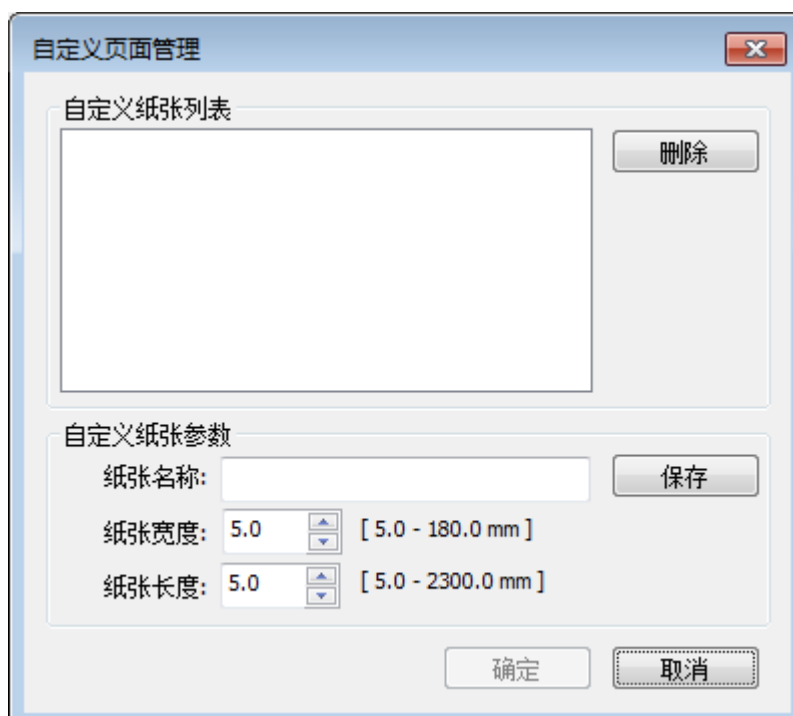 自定义页面管理
自定义纸张列表
删除
自定义纸张参数
纸张名称:
保存
纸张宽度: 5.0 [ 5.0 - 180.0 mm ]
纸张长度: 5.0 [ 5.0 - 2300.0 mm ]
确定 取消